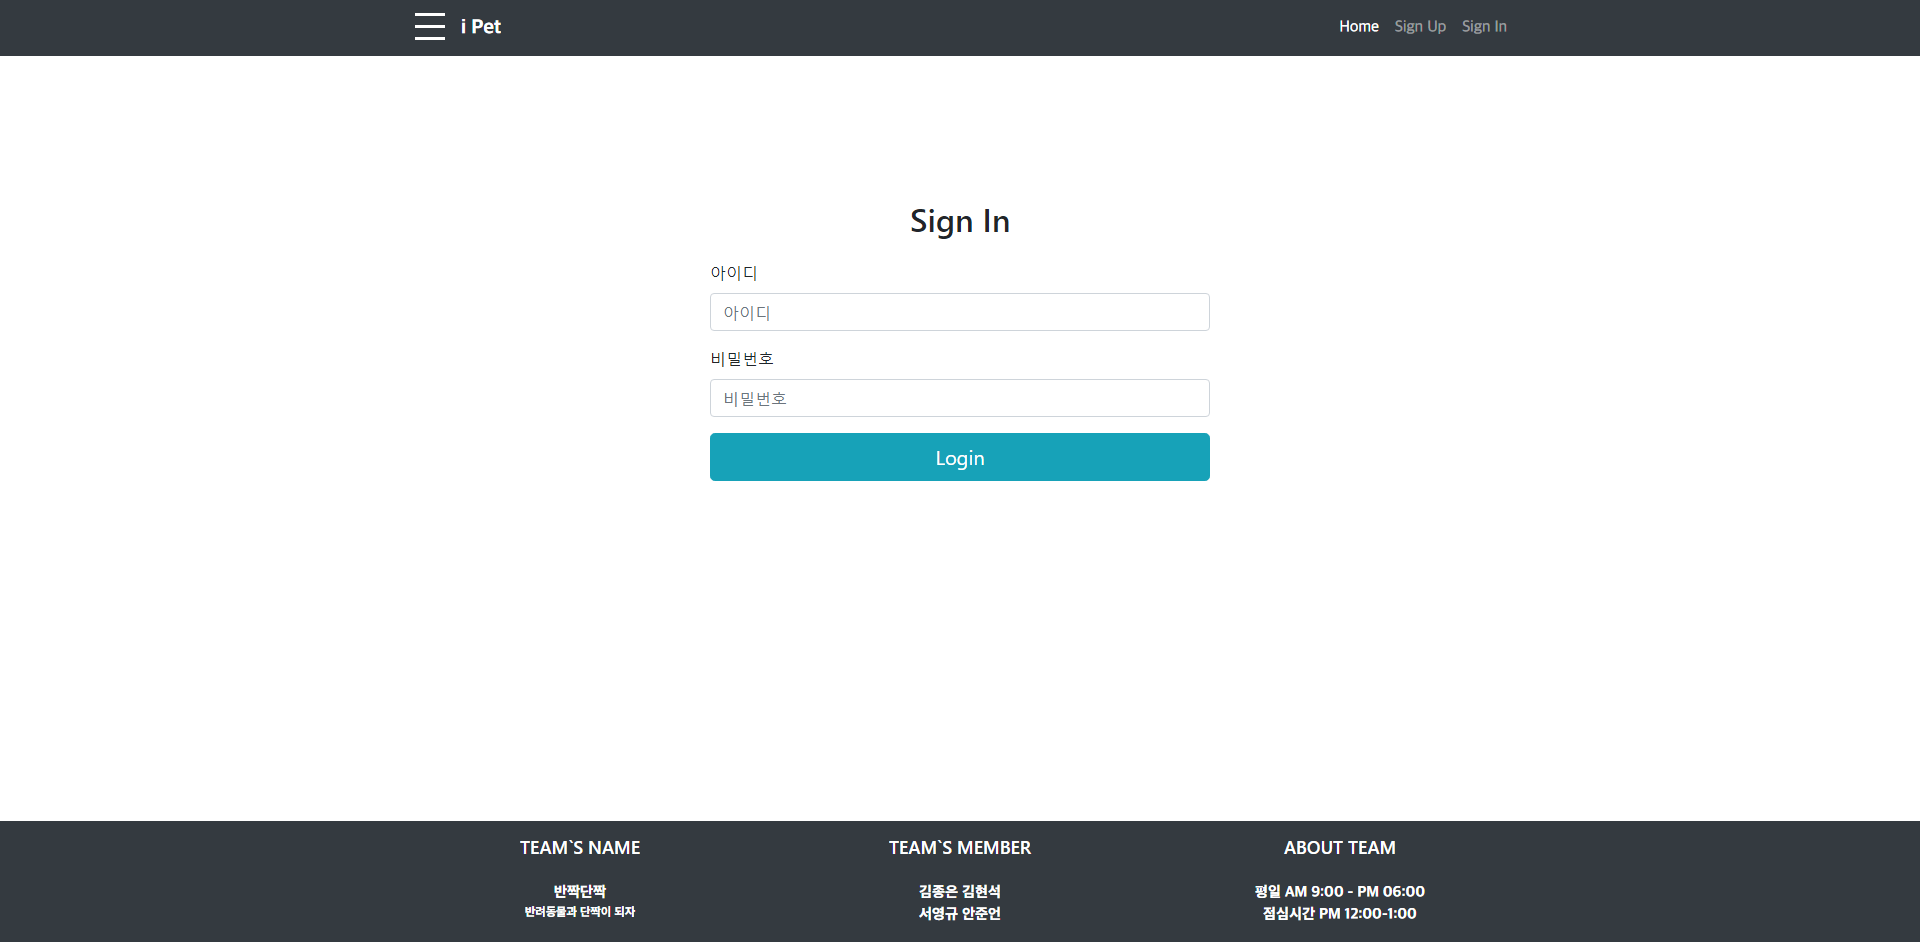 i Pet
Home Sign Up Sign In
Sign In
아이디
아이디
비밀번호
비밀번호
Login
TEAM`S NAME
반짝단짝
반려동물과 단짝이 되자
TEAM`S MEMBER
김종은 김현석
서영규 안준언
ABOUT TEAM
평일 AM 9:00 - PM 06:00
점심시간 PM 12:00-1:00